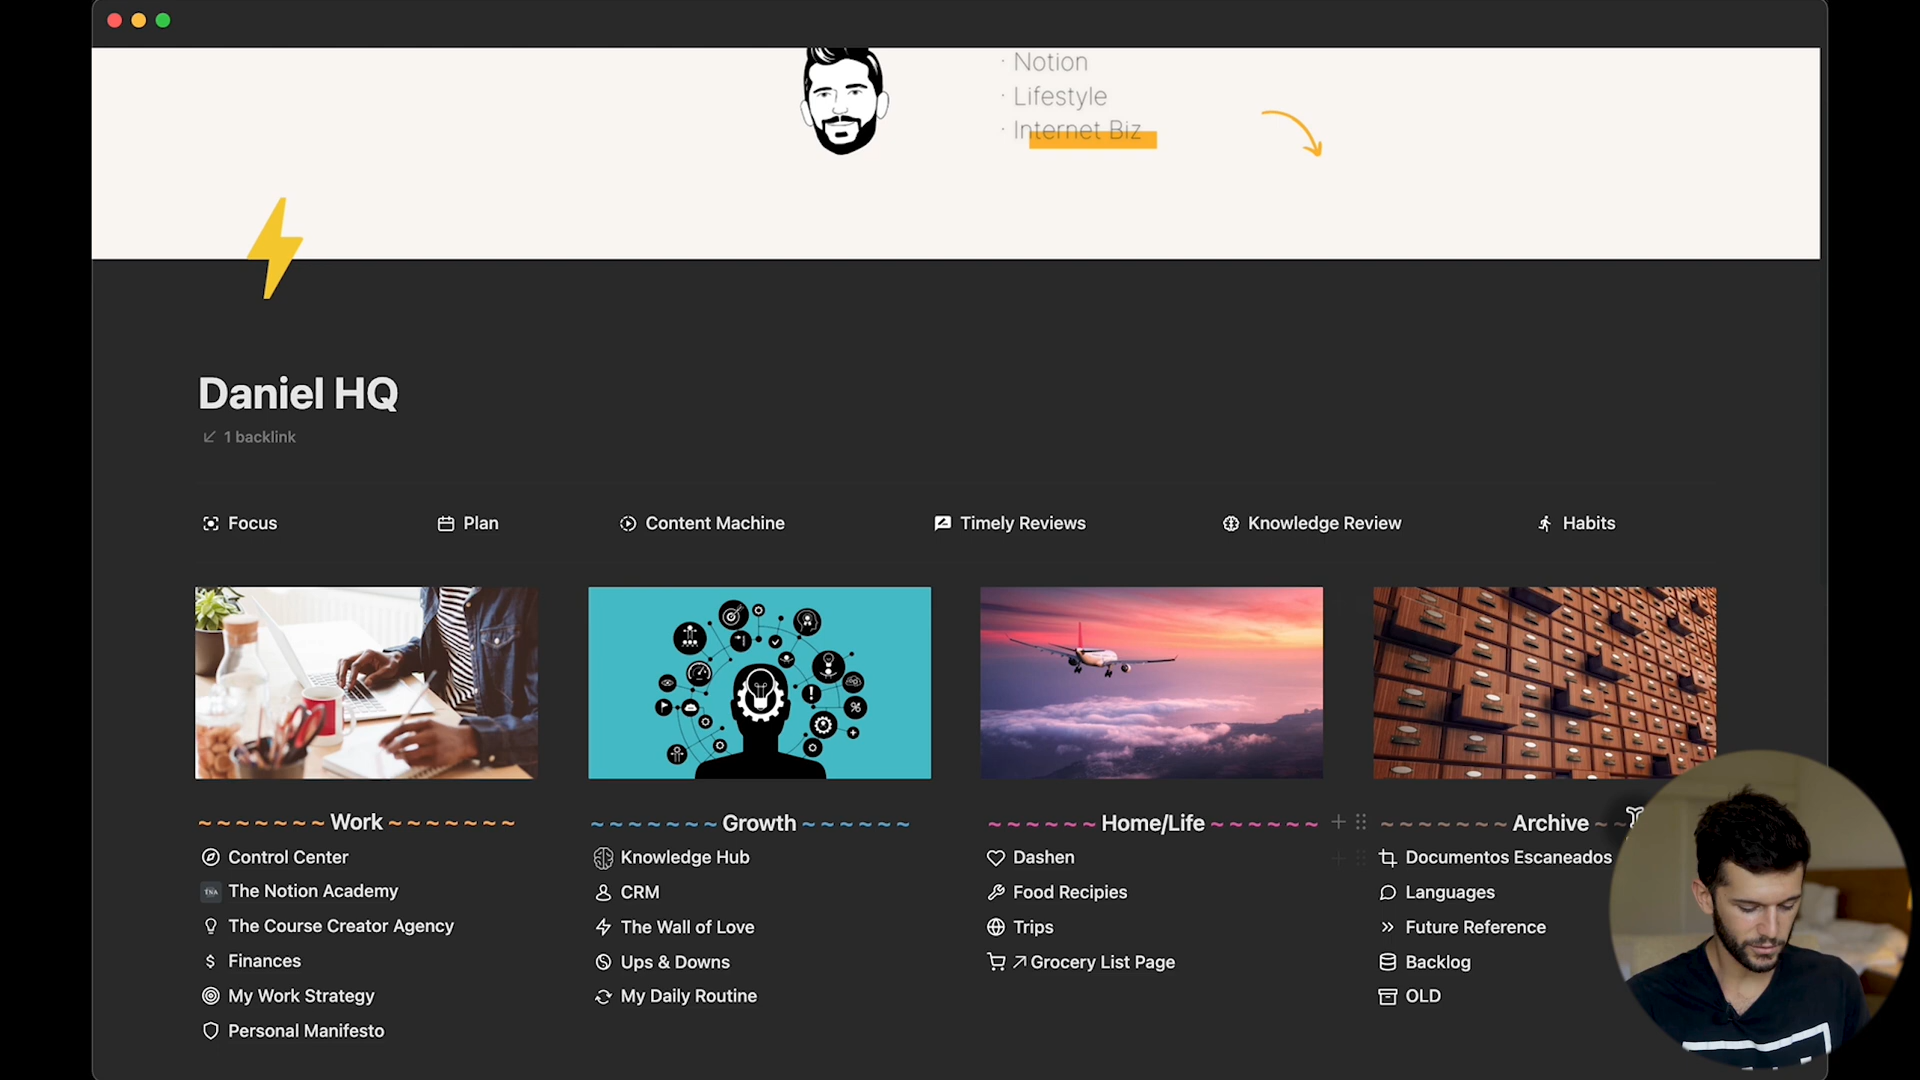 · Notion
· Lifestyle
· Internet Biz
Daniel HQ
1 backlink
Focus
Plan
Content Machine
Timely Reviews
Knowledge Review
Habits
~ ~ ~ ~ ~ ~ ~ Work ~ ~ ~ ~ ~ ~ ~
Control Center
The Notion Academy
The Course Creator Agency
Finances
My Work Strategy
Personal Manifesto
~ ~ ~ ~ ~ ~ ~ Growth ~ ~ ~ ~ ~ ~
Knowledge Hub
CRM
The Wall of Love
Ups & Downs
My Daily Routine
~ ~ ~ ~ ~ ~ Home/Life ~ ~ ~ ~ ~ ~
Dashen
Food Recipies
Trips
Grocery List Page
~ ~ ~ ~ ~ ~ ~ Archive ~ ~
Documentos Escaneados
Languages
Future Reference
Backlog
OLD